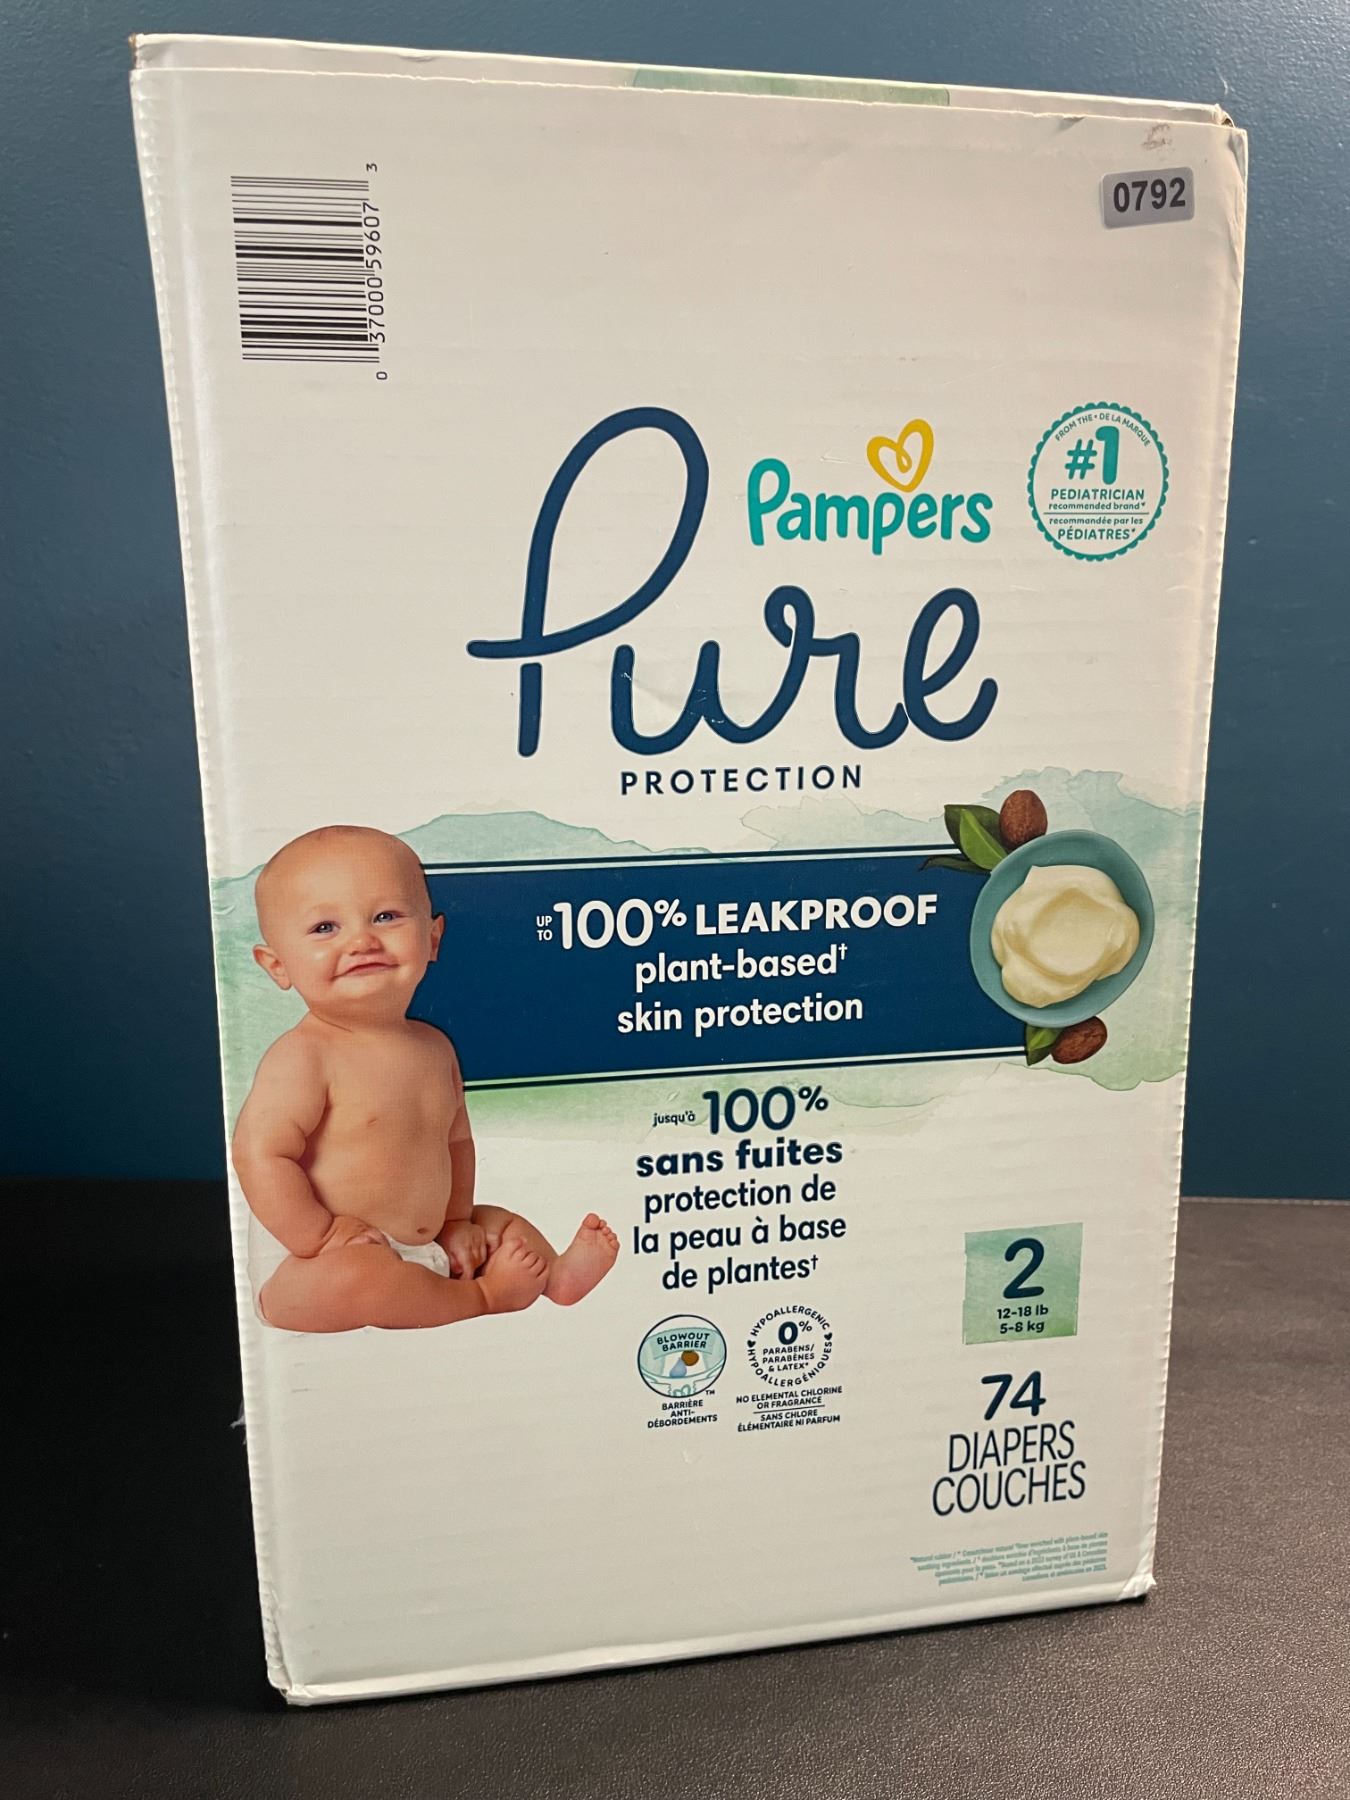 0 37000 59607 3
0792
Pampers
FROM THE • DE LA MARQUE
#1
PEDIATRICIAN
recommended brand*
recommandée par les
PÉDIATRES*
Pure
PROTECTION
UP TO 100% LEAKPROOF
plant-based†
skin protection
jusqu'à 100%
sans fuites
protection de
la peau à base
de plantes†
BLOWOUT
BARRIER
™
BARRIÈRE
ANTI-
DÉBORDEMENTS
HYPOALLERGENIC
0%
PARABENS/
PARABÈNES
& LATEX*
HYPOALLERGÉNIQUES
NO ELEMENTAL CHLORINE
OR FRAGRANCE
SANS CHLORE
ÉLÉMENTAIRE NI PARFUM
2
12-18 lb
5-8 kg
74
DIAPERS
COUCHES